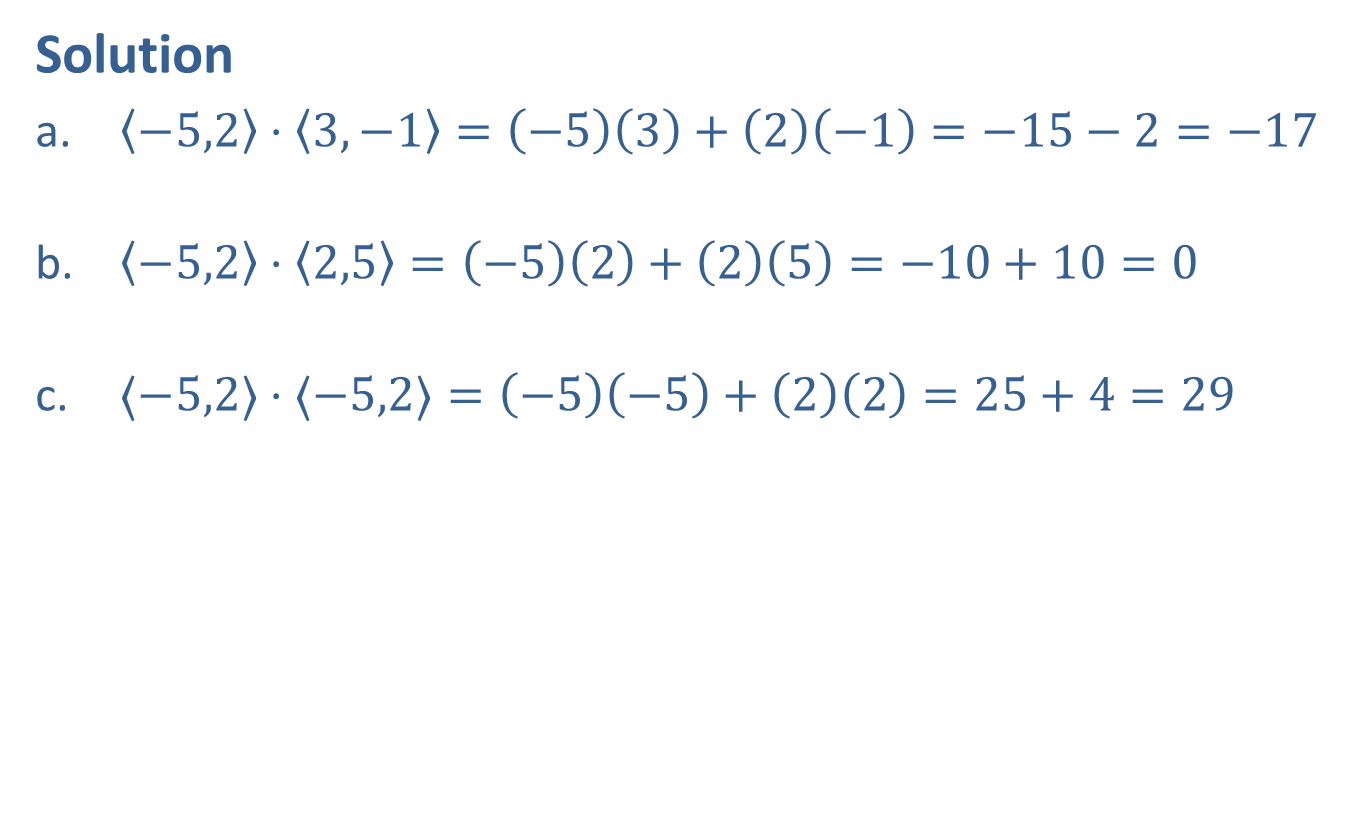 Solution
a. ⟨−5,2⟩ · ⟨3, −1⟩ = (−5)(3) + (2)(−1) = −15 − 2 = −17
b. ⟨−5,2⟩ · ⟨2,5⟩ = (−5)(2) + (2)(5) = −10 + 10 = 0
c. ⟨−5,2⟩ · ⟨−5,2⟩ = (−5)(−5) + (2)(2) = 25 + 4 = 29